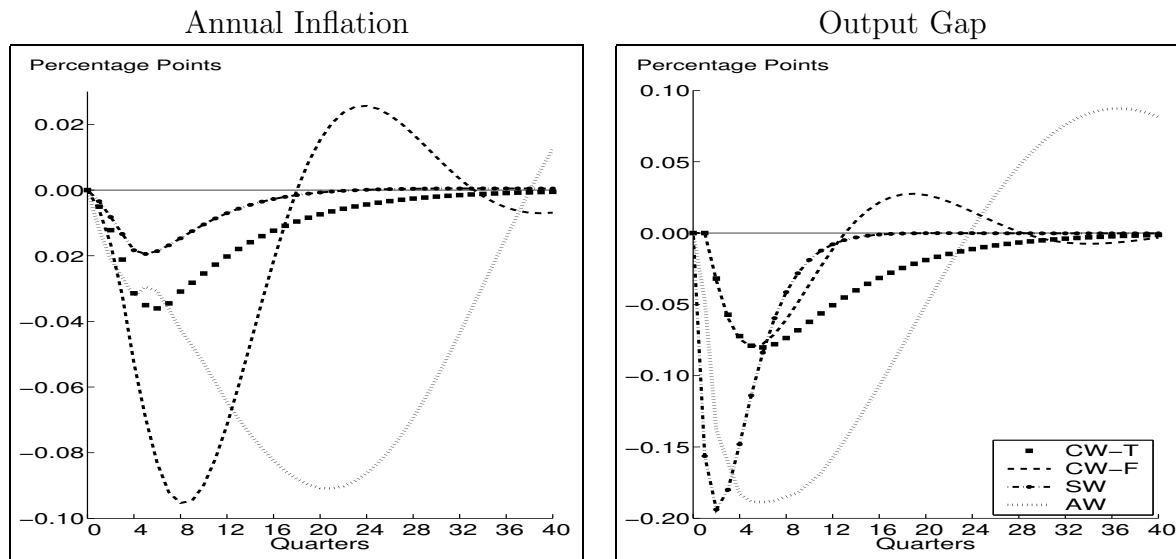 Annual Inflation
Percentage Points
0.02
0.00
0.02
−0.04
−0.06
−0.08
−0.10
0 4 8 12 16 20 24 28 32 36 40
Quarters
Output Gap
Percentage Points
0.10
0.05
0.00
−0.05
−0.10
−0.15
−0.20
CW−T
CW−F
SW
AW
0 4 8 12 16 20 24 28 32 36 40
Quarters